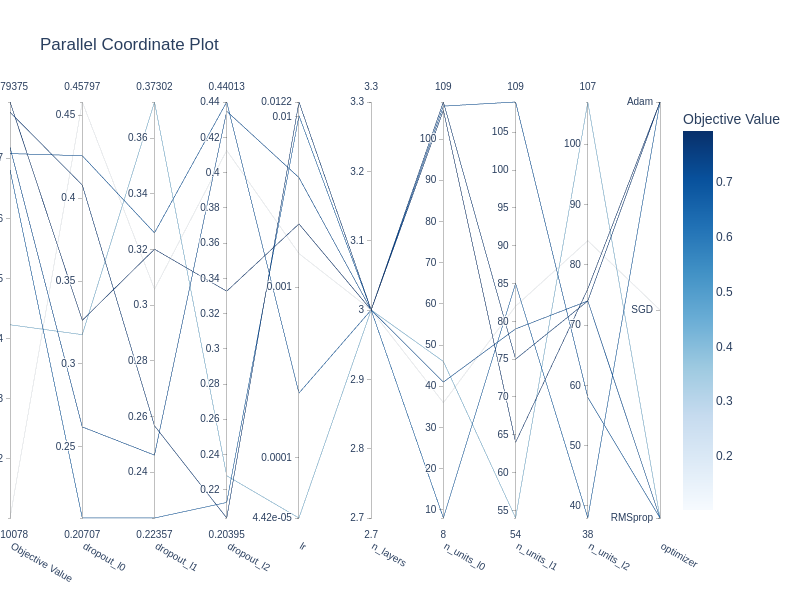 Parallel Coordinate Plot
79375 0.45797 0.37302 0.44013 0.0122 3.3 109 109 107
0.45 0.4 0.35 0.3 0.25
0.36 0.34 0.32 0.3 0.28 0.26 0.24
0.44 0.42 0.4 0.38 0.36 0.34 0.32 0.3 0.28 0.26 0.24 0.22
0.01 0.001 0.0001 4.42e-05
3.3 3.2 3.1 3 2.9 2.8 2.7
100 90 80 70 60 50 40 30 20 10
105 100 95 90 85 80 75 70 65 60 55
100 90 80 70 60 50 40
Adam
SGD
RMSprop
10078 0.20707 0.22357 0.20395 2.7 8 54 38
Objective Value dropout_l0 dropout_l1 dropout_l2 lr n_layers n_units_l0 n_units_l1 n_units_l2 optimizer
Objective Value
0.7
0.6
0.5
0.4
0.3
0.2